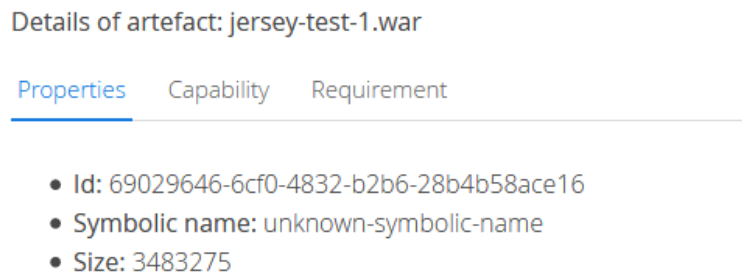 Details of artefact: jersey-test-1.war
Properties Capability Requirement
• Id: 69029646-6cf0-4832-b2b6-28b4b58ace16
• Symbolic name: unknown-symbolic-name
• Size: 3483275